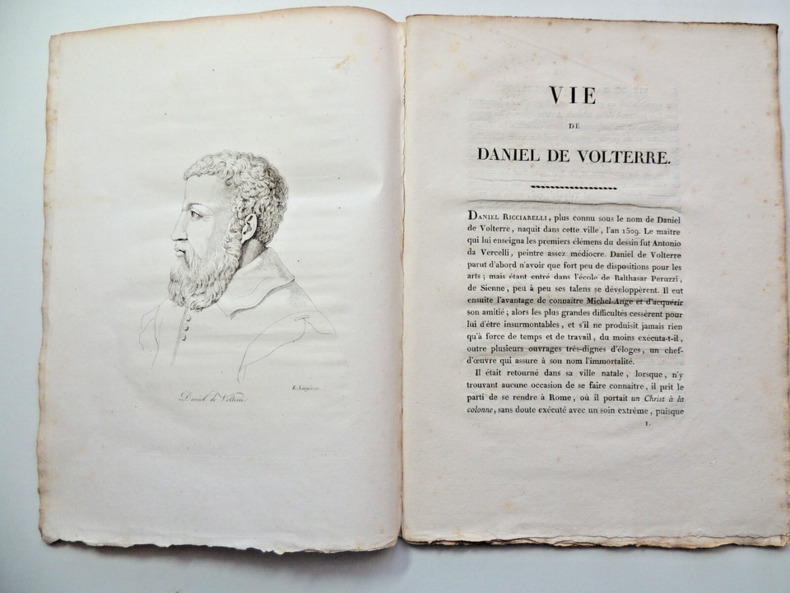 Daniel de Volterre
VIE
DE
DANIEL DE VOLTERRE.
DANIEL RICCIARELLI, plus connu sous le nom de Daniel
de Volterre, naquit dans cette ville, l'an 1509. Le maître
qui lui enseigna les premiers élémens du dessin fut Antonio
da Vercelli, peintre assez médiocre. Daniel de Volterre
parut d'abord n'avoir que fort peu de dispositions pour les
arts; mais étant entré dans l'école de Balthasar Peruzzi,
de Sienne, peu à peu ses talens se développèrent. Il eut
ensuite l'avantage de connaître Michel-Ange et d'acquérir
son amitié; alors les plus grandes difficultés cessèrent pour
lui d'être insurmontables, et s'il ne produisit jamais rien
qu'à force de temps et de travail, du moins exécuta-t-il,
outre plusieurs ouvrages très-dignes d'éloges, un chef-
d'œuvre qui assure à son nom l'immortalité.
Il était retourné dans sa ville natale, lorsque, n'y
trouvant aucune occasion de se faire connaître, il prit le
parti de se rendre à Rome, où il portait un Christ à la
colonne, sans doute exécuté avec un soin extrême, puisque
1.